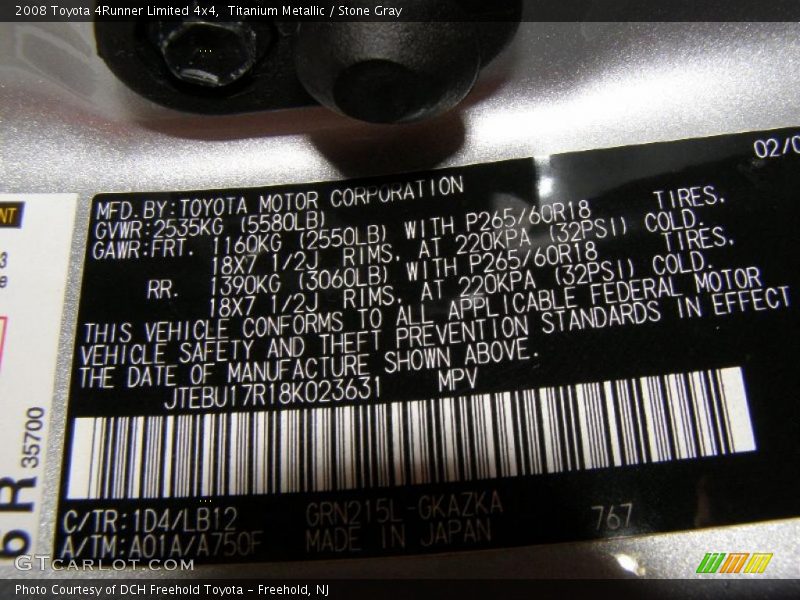 2008 Toyota 4Runner Limited 4x4,  Titanium Metallic / Stone Gray
02/0
MFD.BY:TOYOTA MOTOR CORPORATION
GVWR:2535KG (5580LB)
GAWR:FRT. 1160KG (2550LB) WITH P265/60R18 TIRES,
18X7 1/2J RIMS, AT 220KPA (32PSI) COLD.
RR. 1390KG (3060LB) WITH P265/60R18 TIRES,
18X7 1/2J RIMS, AT 220KPA (32PSI) COLD.
THIS VEHICLE CONFORMS TO ALL APPLICABLE FEDERAL MOTOR
VEHICLE SAFETY AND THEFT PREVENTION STANDARDS IN EFFECT
THE DATE OF MANUFACTURE SHOWN ABOVE.
JTEBU17R18K023631 MPV
C/TR:1D4/LB12 GRN215L-GKAZKA 767
A/TM:A01A/A750F MADE IN JAPAN
NT
3
e
6 R 35700
GTCarLot.com
Photo Courtesy of DCH Freehold Toyota - Freehold, NJ